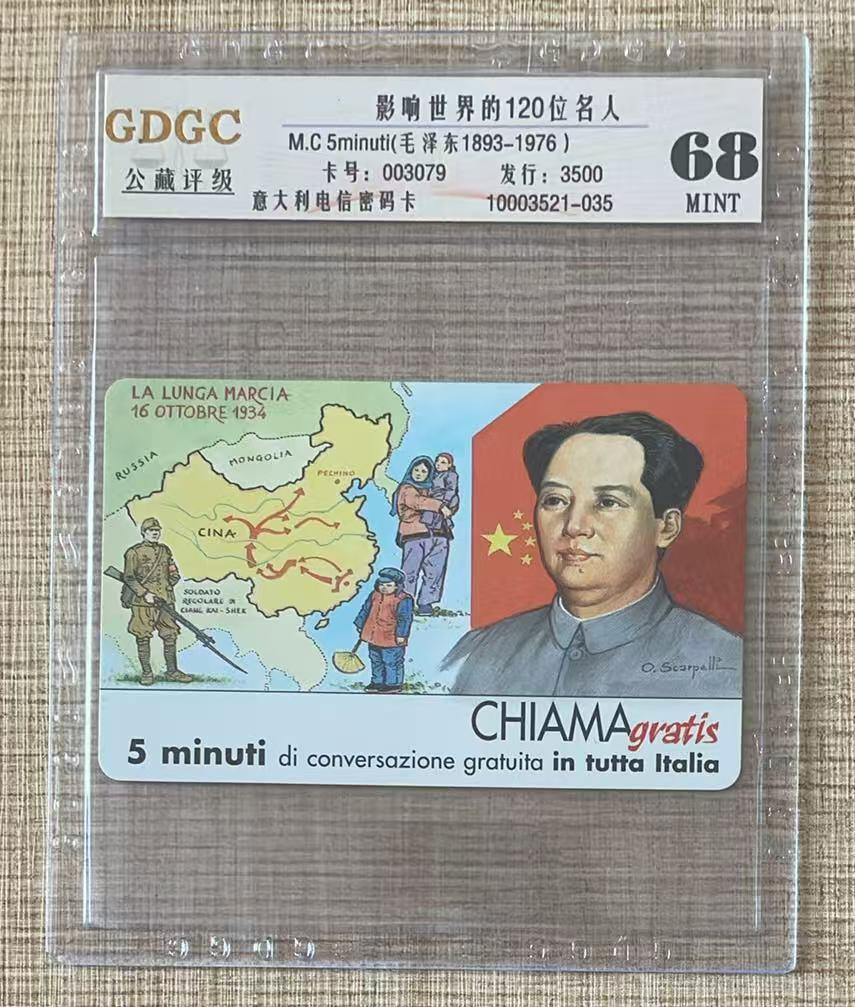 影响世界的120位名人
GDGC
M.C 5minuti(毛泽东1893-1976)
68
卡号：003079 发行：3500
公藏评级
意大利电信密码卡 10003521-035
MINT
LA LUNGA MARCIA
16 OTTOBRE 1934
RUSSIA
MONGOLIA
PECHINO
CINA
SOLDATO
REGOLARE DI
CIANG KAI-SHEK
O. Scarpelli
CHIAMAgratis
5 minuti di conversazione gratuita in tutta Italia